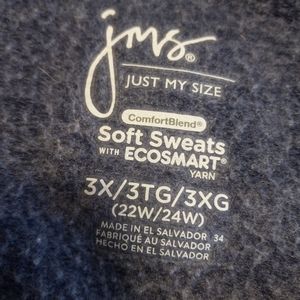 jms®
JUST MY SIZE
ComfortBlend®
Soft Sweats
WITH ECOSMART®
YARN
3X/3TG/3XG
(22W/24W)
MADE IN EL SALVADOR 34
FABRIQUÉ AU SALVADOR
HECHO EN EL SALVADOR